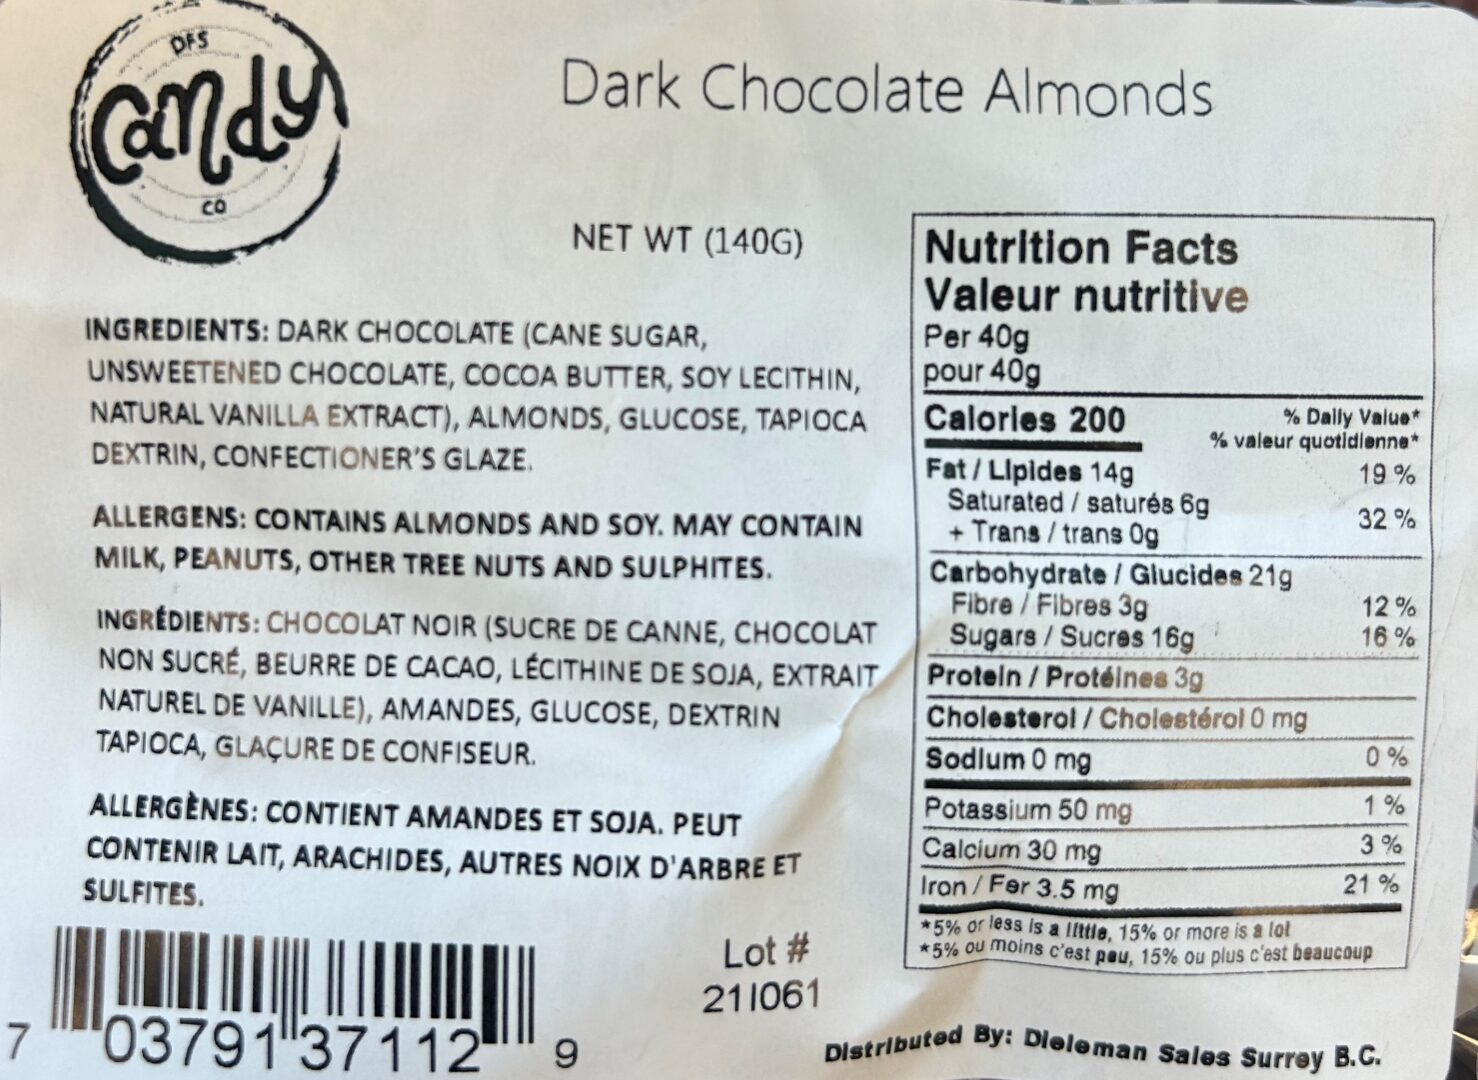 DFS
Candy
CO
Dark Chocolate Almonds
NET WT (140G)
INGREDIENTS: DARK CHOCOLATE (CANE SUGAR,
UNSWEETENED CHOCOLATE, COCOA BUTTER, SOY LECITHIN,
NATURAL VANILLA EXTRACT), ALMONDS, GLUCOSE, TAPIOCA
DEXTRIN, CONFECTIONER'S GLAZE.
ALLERGENS: CONTAINS ALMONDS AND SOY. MAY CONTAIN
MILK, PEANUTS, OTHER TREE NUTS AND SULPHITES.
INGRÉDIENTS: CHOCOLAT NOIR (SUCRE DE CANNE, CHOCOLAT
NON SUCRÉ, BEURRE DE CACAO, LÉCITHINE DE SOJA, EXTRAIT
NATUREL DE VANILLE), AMANDES, GLUCOSE, DEXTRIN
TAPIOCA, GLAÇURE DE CONFISEUR.
ALLERGÈNES: CONTIENT AMANDES ET SOJA. PEUT
CONTENIR LAIT, ARACHIDES, AUTRES NOIX D'ARBRE ET
SULFITES.
7 03791 37112 9
Lot #
211061
Nutrition Facts
Valeur nutritive
Per 40g
pour 40g
Calories 200 % Daily Value*
% valeur quotidienne*
Fat / Lipides 14g 19 %
Saturated / saturés 6g
+ Trans / trans 0g 32 %
Carbohydrate / Glucides 21g
Fibre / Fibres 3g 12 %
Sugars / Sucres 16g 16 %
Protein / Protéines 3g
Cholesterol / Cholestérol 0 mg
Sodium 0 mg 0 %
Potassium 50 mg 1 %
Calcium 30 mg 3 %
Iron / Fer 3.5 mg 21 %
*5% or less is a little, 15% or more is a lot
*5% ou moins c'est peu, 15% ou plus c'est beaucoup
Distributed By: Dieleman Sales Surrey B.C.